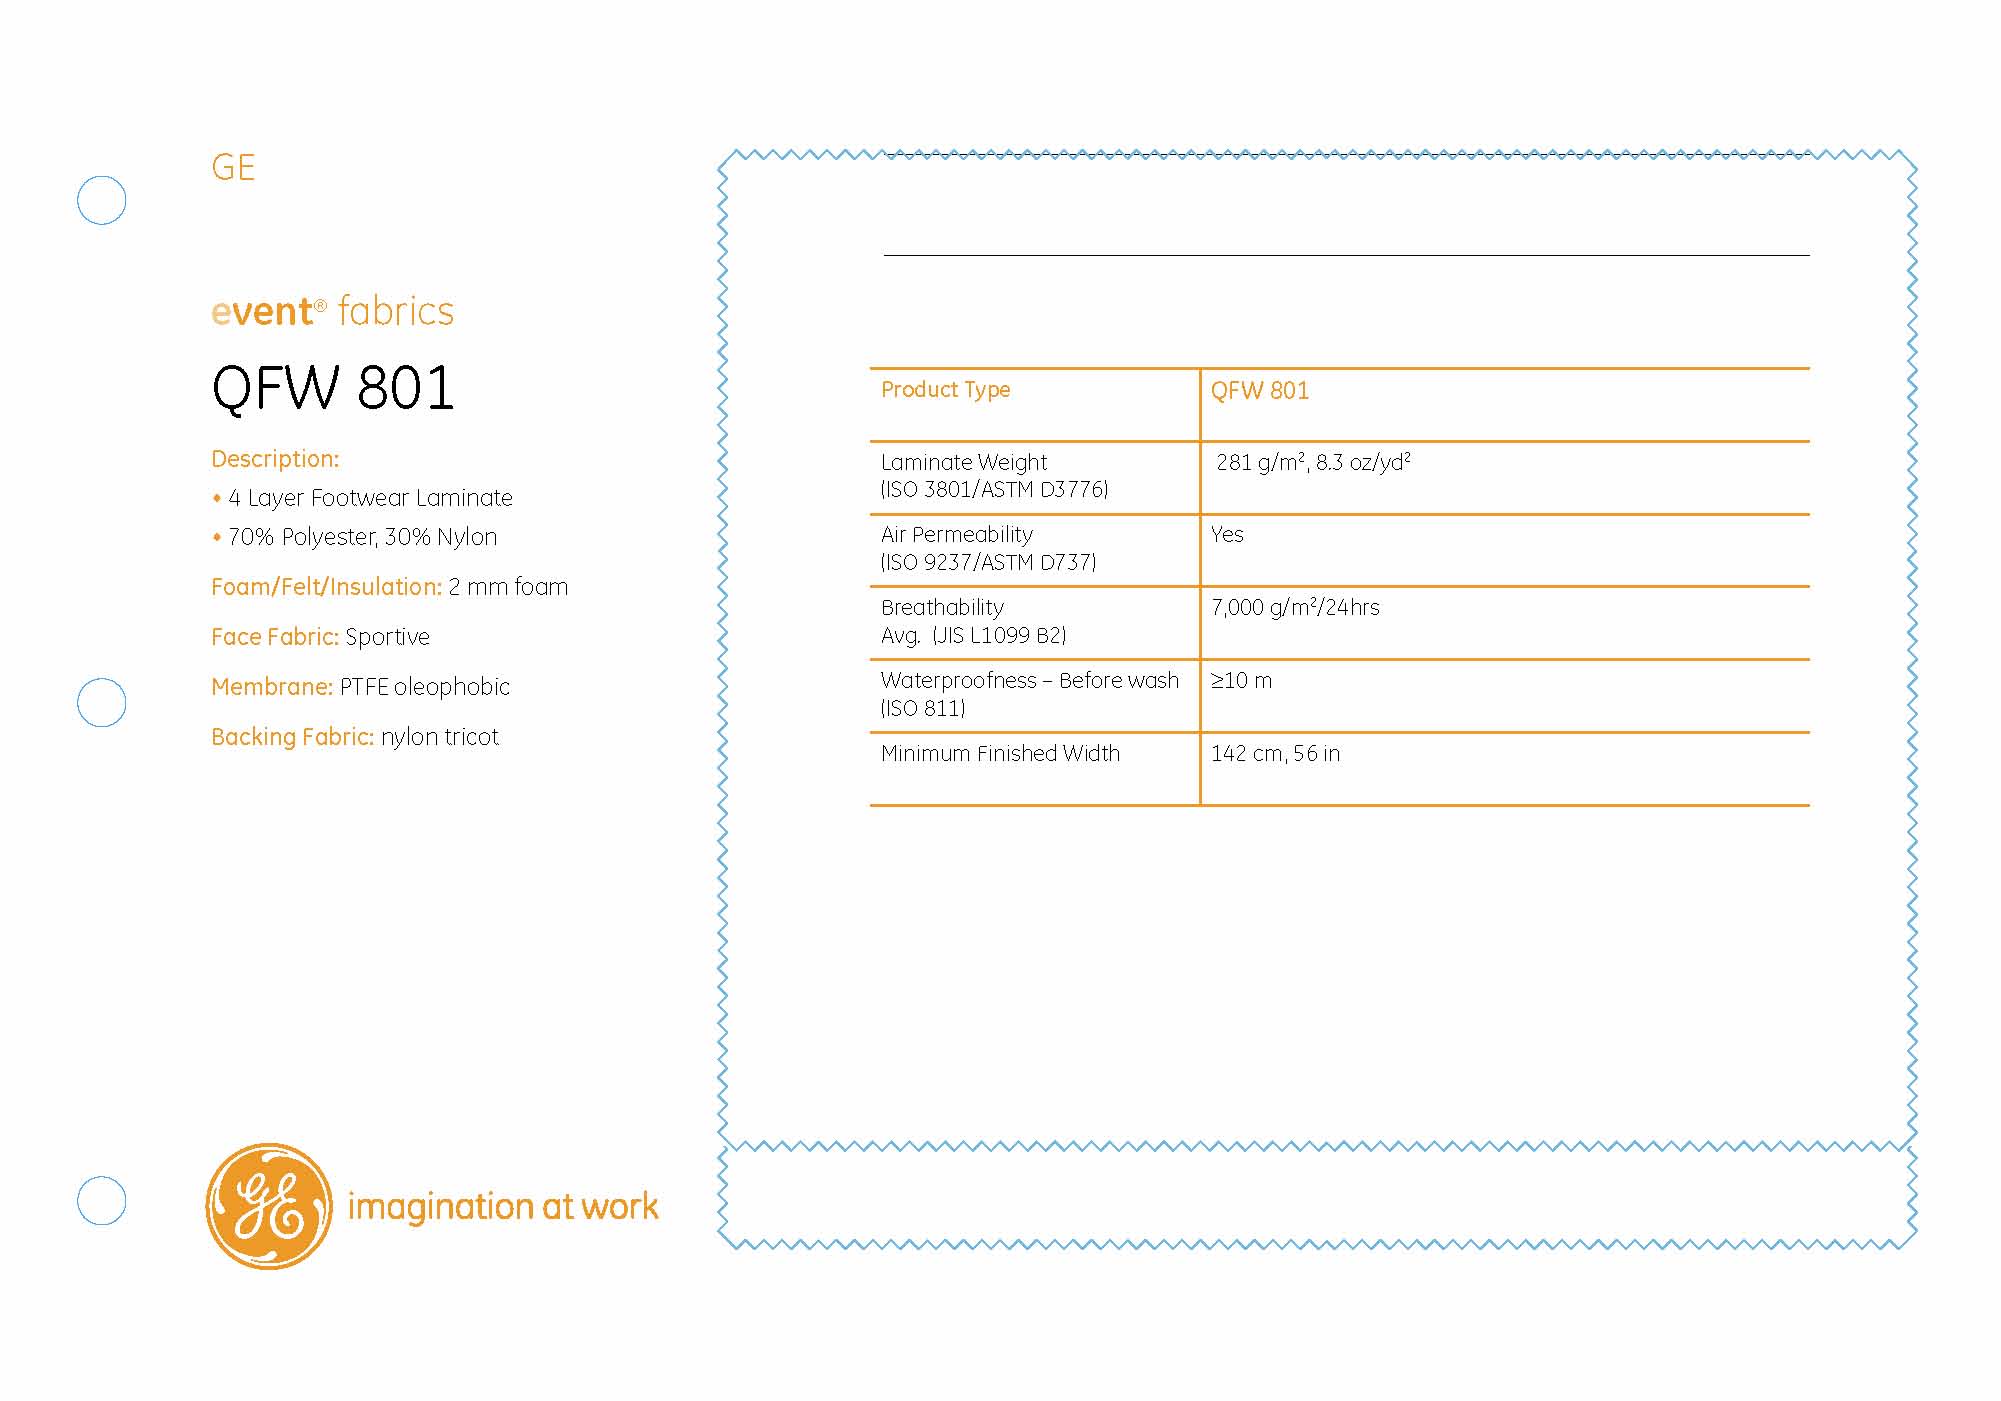 GE
event® fabrics
QFW 801
Description:
• 4 Layer Footwear Laminate
• 70% Polyester, 30% Nylon
Foam/Felt/Insulation: 2 mm foam
Face Fabric: Sportive
Membrane: PTFE oleophobic
Backing Fabric: nylon tricot
Product Type QFW 801
Laminate Weight 281 g/m², 8.3 oz/yd²
(ISO 3801/ASTM D3776)
Air Permeability Yes
(ISO 9237/ASTM D737)
Breathability 7,000 g/m²/24hrs
Avg. (JIS L1099 B2)
Waterproofness – Before wash ≥10 m
(ISO 811)
Minimum Finished Width 142 cm, 56 in
GE imagination at work